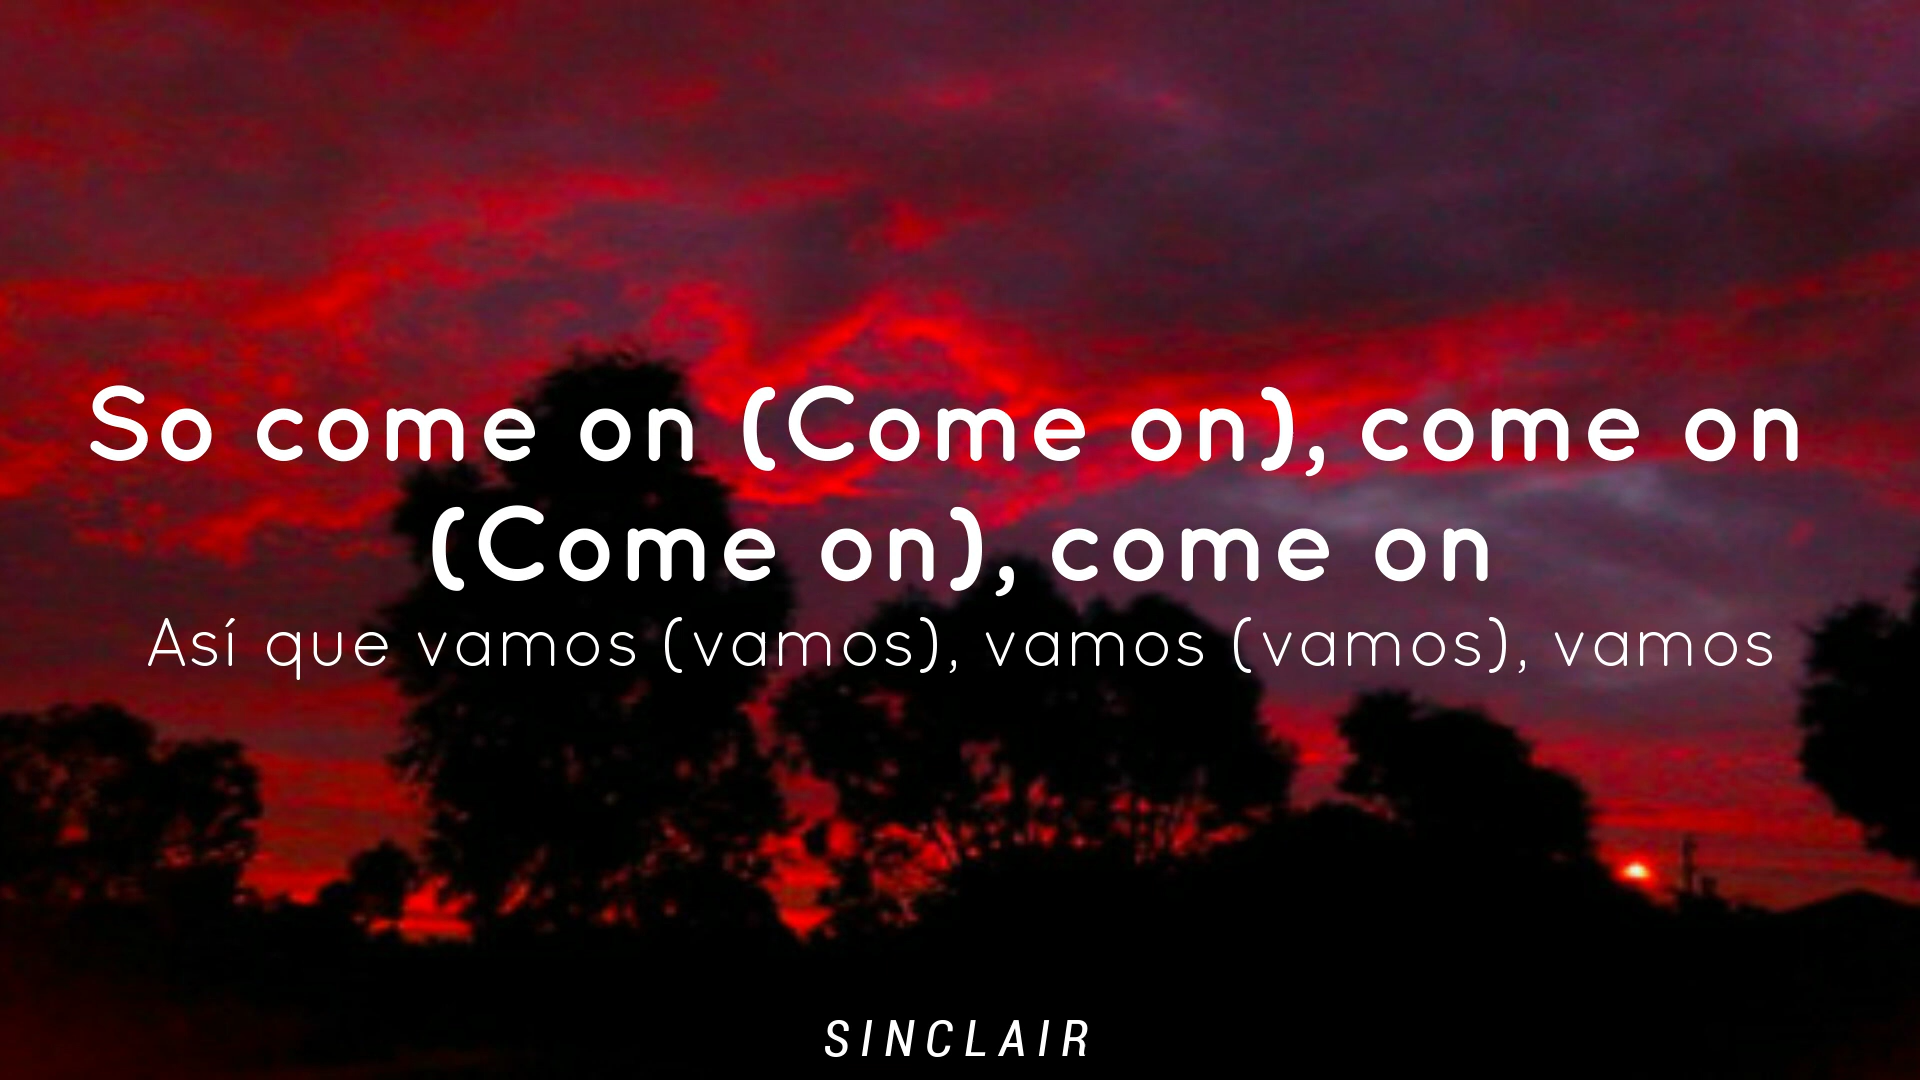 So come on (Come on), come on
(Come on), come on
Así que vamos (vamos), vamos (vamos), vamos
SINCLAIR